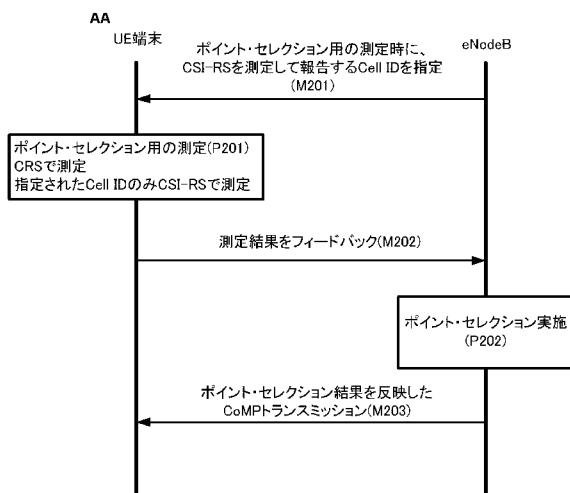 AA
UE端末
eNodeB
ポイント・セレクション用の測定時に、
CSI-RSを測定して報告するCell IDを指定
(M201)
ポイント・セレクション用の測定(P201)
CRSで測定
指定されたCell IDのみCSI-RSで測定
測定結果をフィードバック(M202)
ポイント・セレクション実施
(P202)
ポイント・セレクション結果を反映した
CoMPトランスミッション(M203)